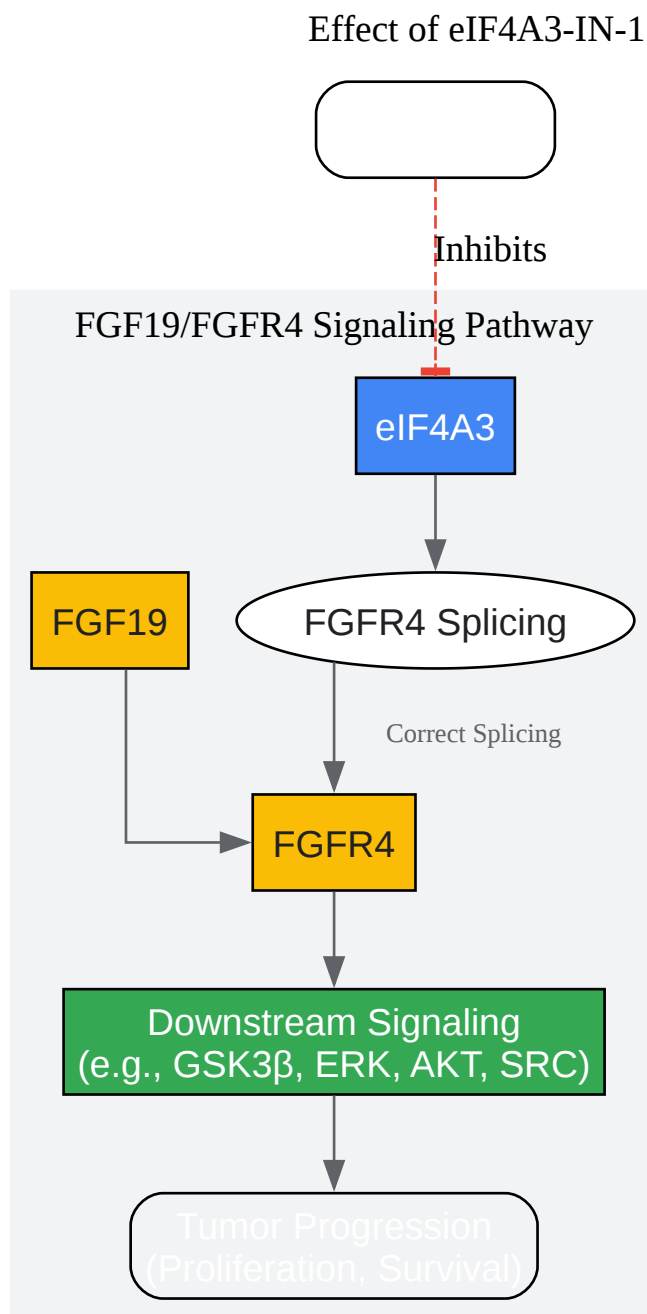 Effect of eIF4A3-IN-1
Inhibits
FGF19/FGFR4 Signaling Pathway
eIF4A3
FGF19
FGFR4 Splicing
Correct Splicing
FGFR4
Downstream Signaling
(e.g., GSK3β, ERK, AKT, SRC)
Tumor Progression
(Proliferation, Survival)